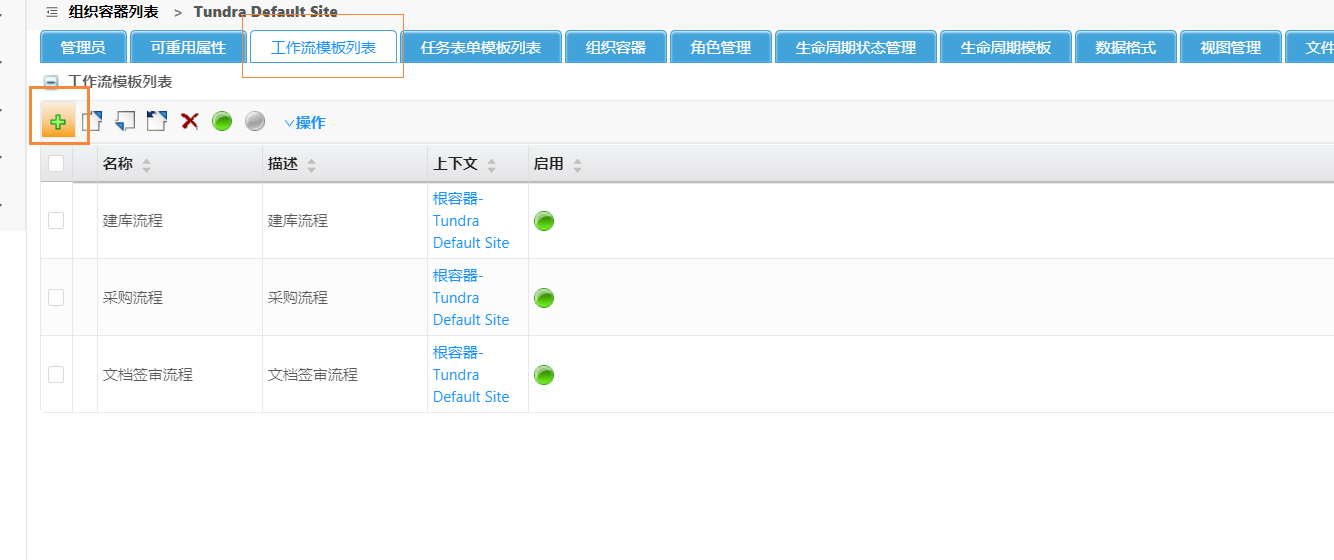 组织容器列表 > Tundra Default Site
管理员 可重用属性 工作流模板列表 任务表单模板列表 组织容器 角色管理 生命周期状态管理 生命周期模板 数据格式 视图管理 文件
工作流模板列表
操作
名称 描述 上下文 启用
建库流程 建库流程 根容器-
Tundra
Default Site
采购流程 采购流程 根容器-
Tundra
Default Site
文档签审流程 文档签审流程 根容器-
Tundra
Default Site